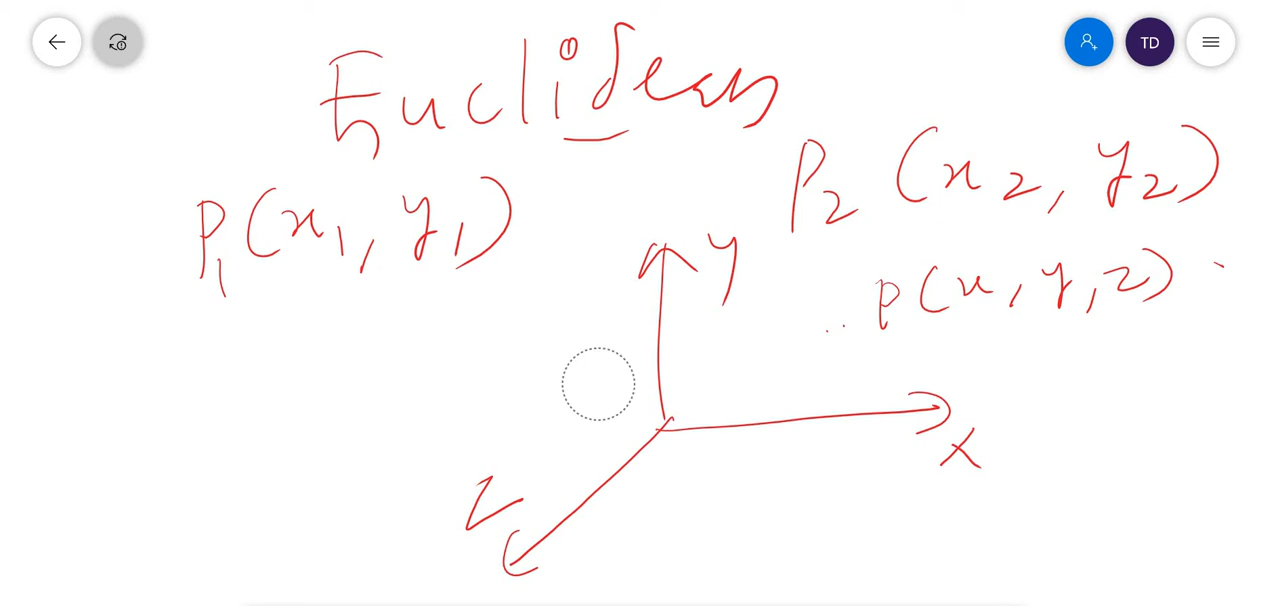 TD
Euclidean
P1(x1, y1)
P2 (x2, y2)
P(x, y, z)
Y
X
Z